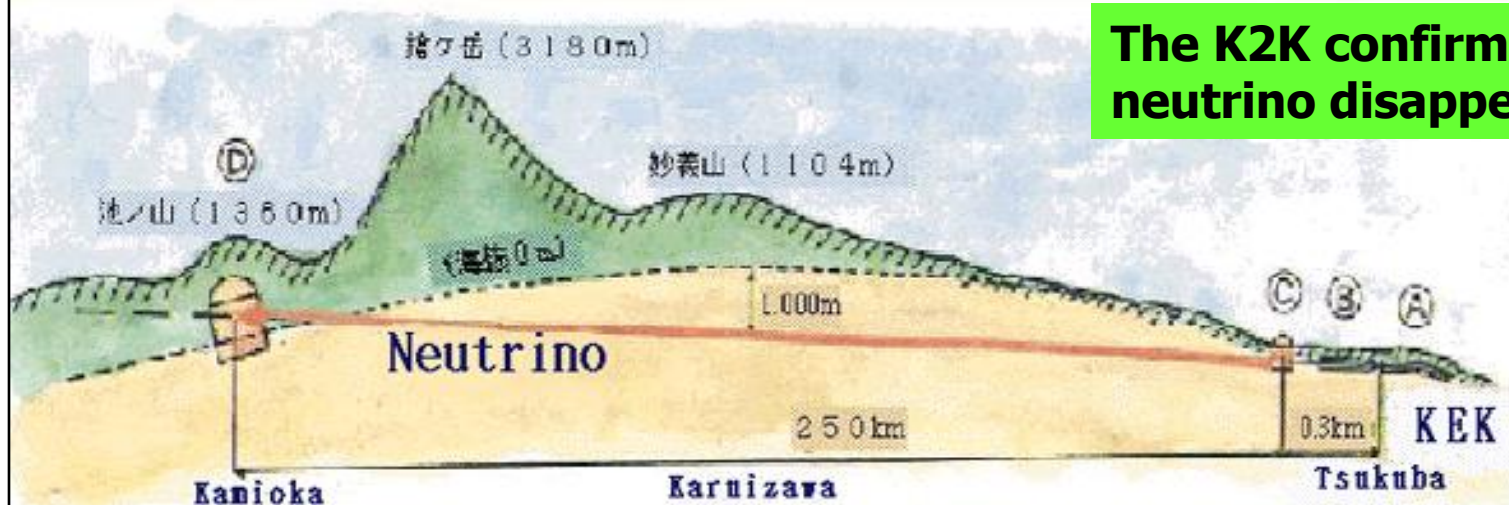 The K2K confirm
neutrino disappe
槍ケ岳（3180m）
Ⓓ
妙義山（1104m）
池ノ山（1360m）
（海抜0m）
Ⓒ Ⓑ Ⓐ
1.000m
Neutrino
250km
0.3km
KEK
Kamioka
Karuizawa
Tsukuba